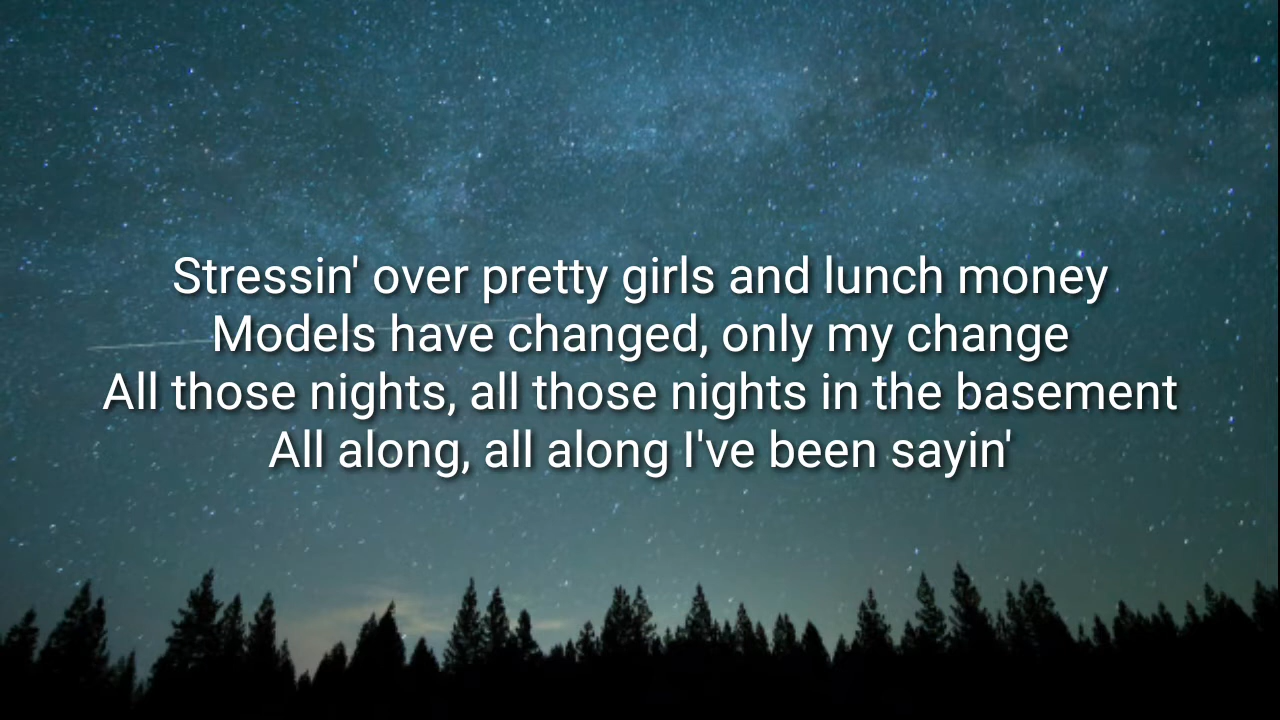 Stressin' over pretty girls and lunch money
Models have changed, only my change
All those nights, all those nights in the basement
All along, all along I've been sayin'